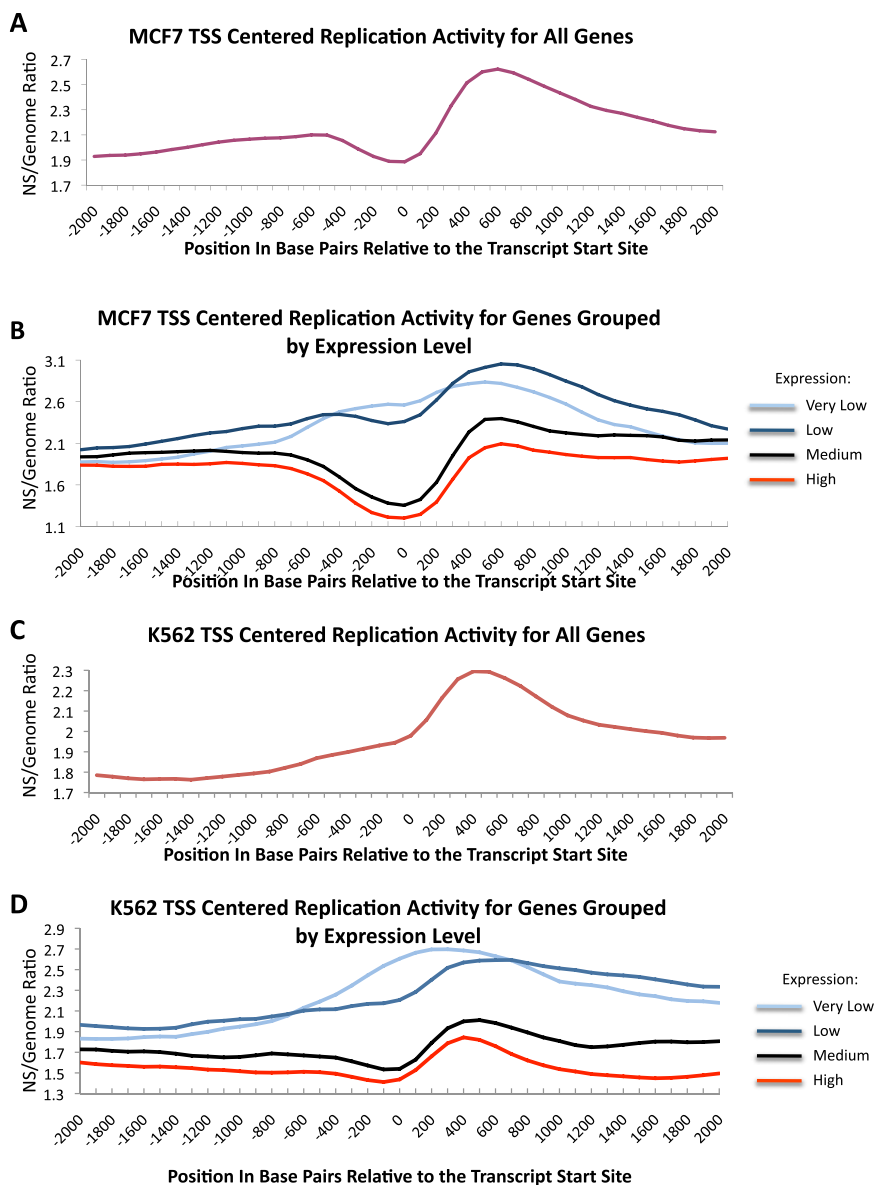 A
MCF7 TSS Centered Replication Activity for All Genes
NS/Genome Ratio
2.7
2.5
2.3
2.1
1.9
1.7
-2000 -1800 -1600 -1400 -1200 -1000 -800 -600 -400 -200 0 200 400 600 800 1000 1200 1400 1600 1800 2000
Position In Base Pairs Relative to the Transcript Start Site
B
MCF7 TSS Centered Replication Activity for Genes Grouped
by Expression Level
NS/Genome Ratio
3.1
2.6
2.1
1.6
1.1
-2000 -1800 -1600 -1400 -1200 -1000 -800 -600 -400 -200 0 200 400 600 800 1000 1200 1400 1600 1800 2000
Position In Base Pairs Relative to the Transcript Start Site
Expression:
Very Low
Low
Medium
High
C
K562 TSS Centered Replication Activity for All Genes
NS/Genome Ratio
2.3
2.2
2.1
2
1.9
1.8
1.7
-2000 -1800 -1600 -1400 -1200 -1000 -800 -600 -400 -200 0 200 400 600 800 1000 1200 1400 1600 1800 2000
Position In Base Pairs Relative to the Transcript Start Site
D
K562 TSS Centered Replication Activity for Genes Grouped
by Expression Level
NS/Genome Ratio
2.9
2.7
2.5
2.3
2.1
1.9
1.7
1.5
1.3
-2000 -1800 -1600 -1400 -1200 -1000 -800 -600 -400 -200 0 200 400 600 800 1000 1200 1400 1600 1800 2000
Position In Base Pairs Relative to the Transcript Start Site
Expression:
Very Low
Low
Medium
High